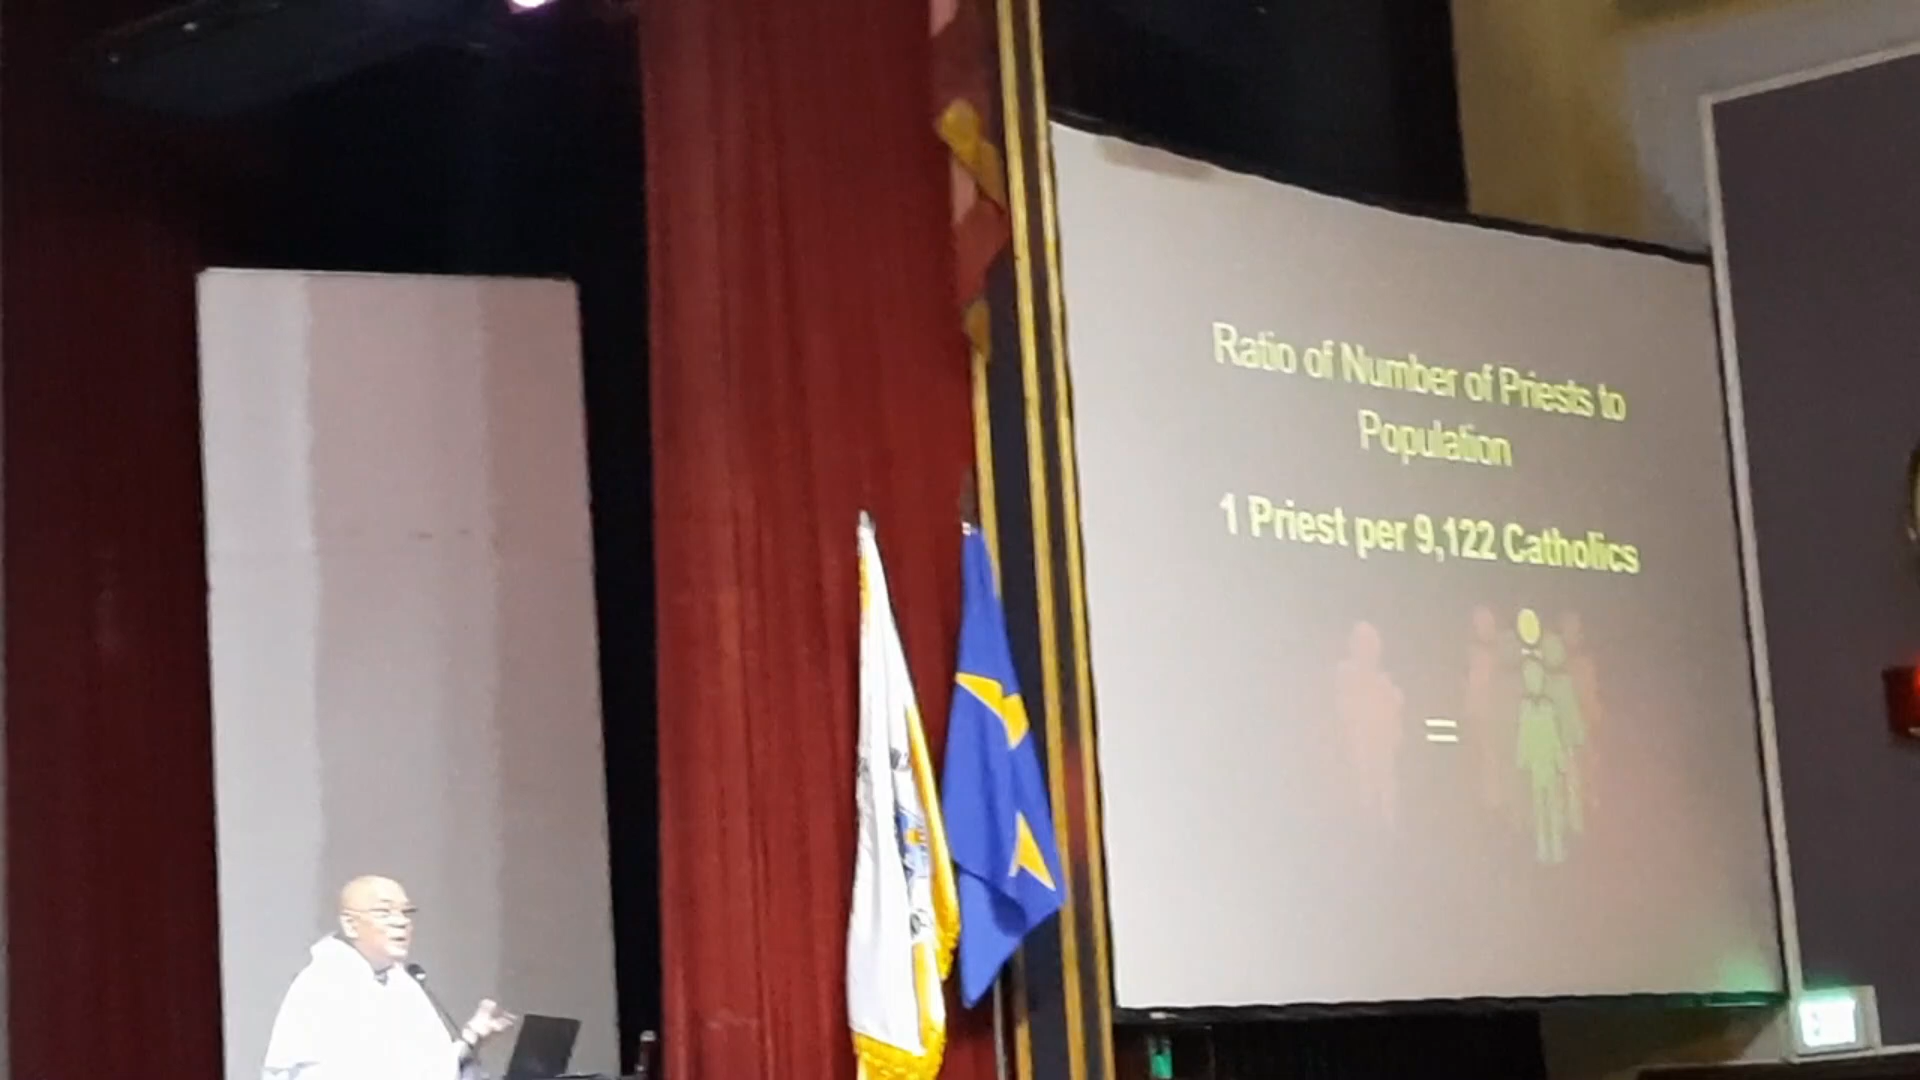 Ratio of Number of Priests to
Population
1 Priest per 9,122 Catholics
=